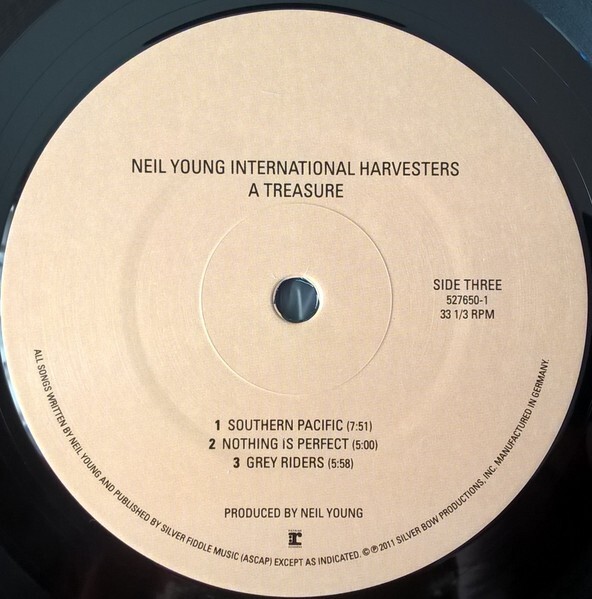 NEIL YOUNG INTERNATIONAL HARVESTERS
A TREASURE
SIDE THREE
527650-1
33 1/3 RPM
1 SOUTHERN PACIFIC (7:51)
2 NOTHING IS PERFECT (5:00)
3 GREY RIDERS (5:58)
PRODUCED BY NEIL YOUNG
r
ALL SONGS WRITTEN BY NEIL YOUNG AND PUBLISHED BY SILVER FIDDLE MUSIC (ASCAP) EXCEPT AS INDICATED. © ℗ 2011 SILVER BOW PRODUCTIONS, INC. MANUFACTURED IN GERMANY.